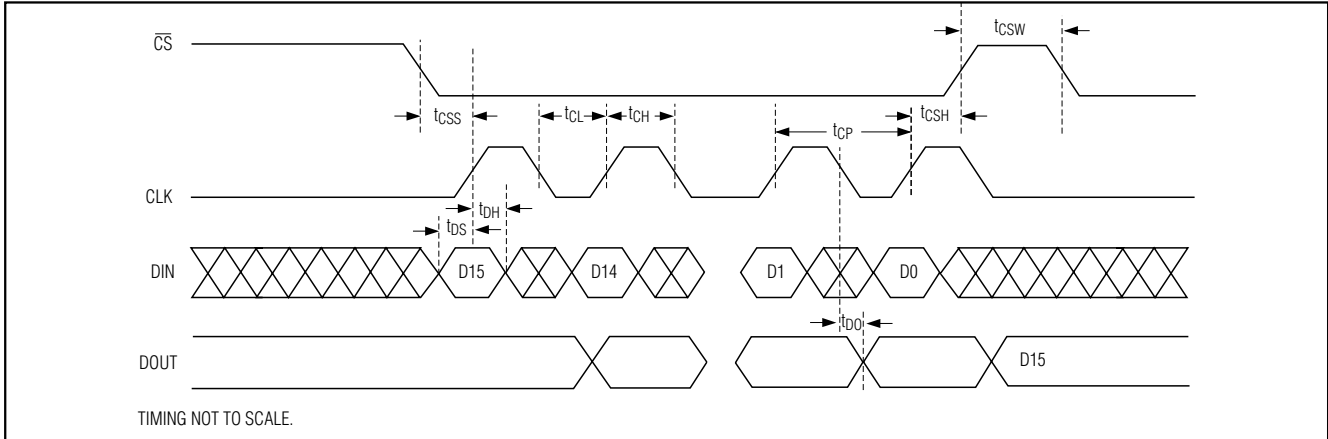 CS
tCSW
tCSS
tCL
tCH
tCP
tCSH
CLK
tDS
tDH
DIN
D15
D14
D1
D0
tDO
DOUT
D15
TIMING NOT TO SCALE.